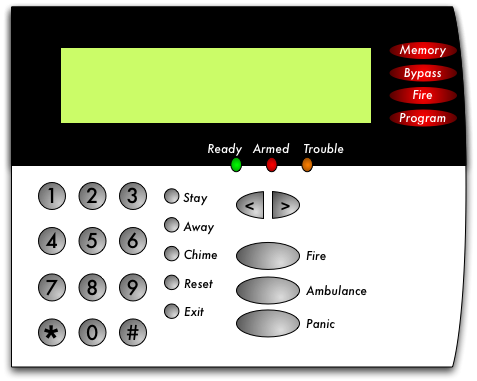 Memory
Bypass
Fire
Program
Ready Armed Trouble
1 2 3
4 5 6
7 8 9
* 0 #
Stay
Away
Chime
Reset
Exit
< >
Fire
Ambulance
Panic